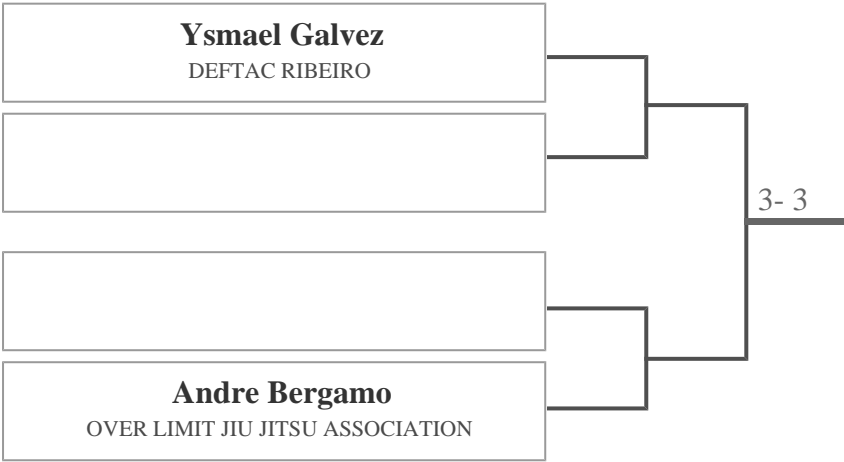 Ysmael Galvez
DEFTAC RIBEIRO
3- 3
Andre Bergamo
OVER LIMIT JIU JITSU ASSOCIATION